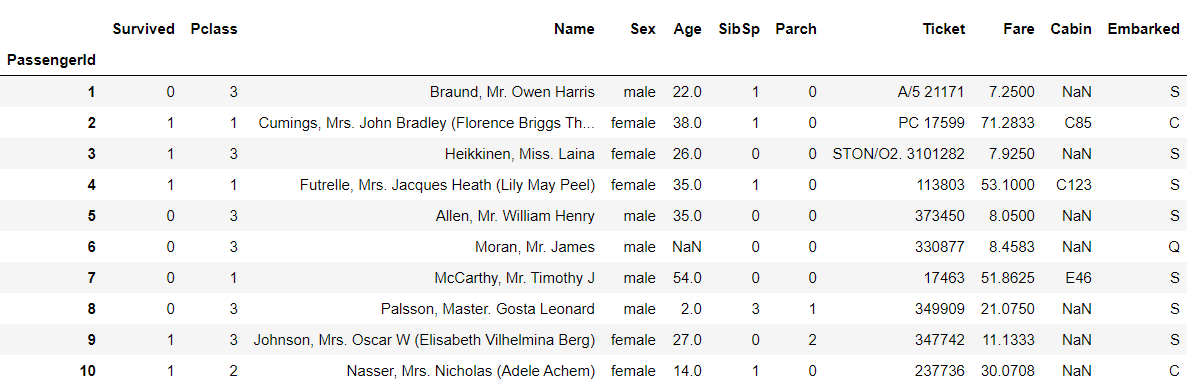 Survived Pclass Name Sex Age SibSp Parch Ticket Fare Cabin Embarked
PassengerId
1 0 3 Braund, Mr. Owen Harris male 22.0 1 0 A/5 21171 7.2500 NaN S
2 1 1 Cumings, Mrs. John Bradley (Florence Briggs Th... female 38.0 1 0 PC 17599 71.2833 C85 C
3 1 3 Heikkinen, Miss. Laina female 26.0 0 0 STON/O2. 3101282 7.9250 NaN S
4 1 1 Futrelle, Mrs. Jacques Heath (Lily May Peel) female 35.0 1 0 113803 53.1000 C123 S
5 0 3 Allen, Mr. William Henry male 35.0 0 0 373450 8.0500 NaN S
6 0 3 Moran, Mr. James male NaN 0 0 330877 8.4583 NaN Q
7 0 1 McCarthy, Mr. Timothy J male 54.0 0 0 17463 51.8625 E46 S
8 0 3 Palsson, Master. Gosta Leonard male 2.0 3 1 349909 21.0750 NaN S
9 1 3 Johnson, Mrs. Oscar W (Elisabeth Vilhelmina Berg) female 27.0 0 2 347742 11.1333 NaN S
10 1 2 Nasser, Mrs. Nicholas (Adele Achem) female 14.0 1 0 237736 30.0708 NaN C